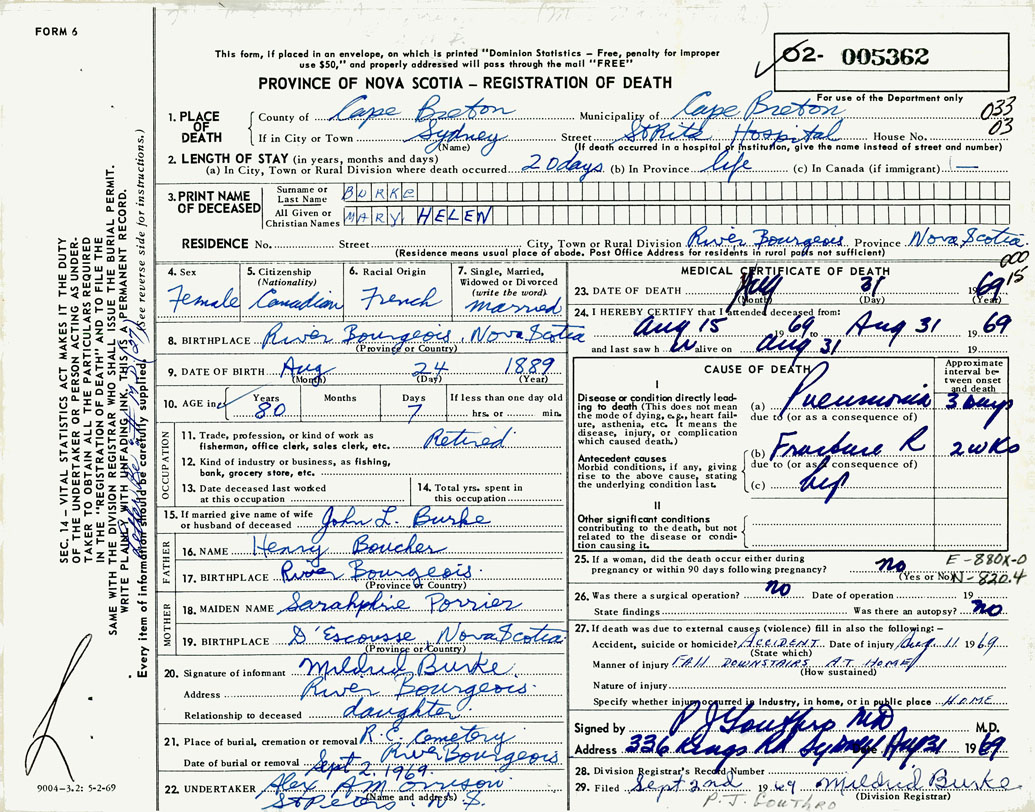 FORM 6
This form, if placed in an envelope, on which is printed "Dominion Statistics — Free, penalty for improper
use $50," and properly addressed will pass through the mail "FREE"
PROVINCE OF NOVA SCOTIA – REGISTRATION OF DEATH
02- 005362
For use of the Department only
033
03
1. PLACE OF DEATH
County of Cape Breton Municipality of Cape Breton
If in City or Town Sydney Street St Rita Hospital House No.
(Name) (If death occurred in a hospital or institution, give the name instead of street and number)
2. LENGTH OF STAY (in years, months and days)
(a) In City, Town or Rural Division where death occurred 20 days (b) In Province life (c) In Canada (if immigrant) —
3. PRINT NAME OF DECEASED
Surname or Last Name BURKE
All Given or Christian Names MARY HELEN
RESIDENCE No. Street City, Town or Rural Division River Bourgeois Province Nova Scotia
(Residence means usual place of abode. Post Office Address for residents in rural parts not sufficient)
4. Sex Female
5. Citizenship (Nationality) Canadian
6. Racial Origin French
7. Single, Married, Widowed or Divorced (write the word) Married
8. BIRTHPLACE River Bourgeois, Nova Scotia
(Province or Country)
9. DATE OF BIRTH Aug 24 1889
(Month) (Day) (Year)
10. AGE in Years 80 Months Days 7 If less than one day old hrs. or min.
OCCUPATION
11. Trade, profession, or kind of work as fisherman, office clerk, sales clerk, etc. Retired
12. Kind of industry or business, as fishing, bank, grocery store, etc.
13. Date deceased last worked at this occupation
14. Total yrs. spent in this occupation
15. If married give name of wife or husband of deceased John L. Burke
FATHER
16. NAME Henry Boucher
17. BIRTHPLACE River Bourgeois
(Province or Country)
MOTHER
18. MAIDEN NAME Sarahphie Porrier
19. BIRTHPLACE D'Escousse Nova Scotia
(Province or Country)
20. Signature of informant Mildred Burke
Address River Bourgeois
Relationship to deceased daughter
21. Place of burial, cremation or removal R.C. Cemetery River Bourgeois
Date of burial or removal Sept 2, 1969.
22. UNDERTAKER
(Name and address)
MEDICAL CERTIFICATE OF DEATH
000
15
23. DATE OF DEATH Aug 31 1969
(Month) (Day) (Year)
24. I HEREBY CERTIFY that I attended deceased from:
Aug 15 1969 to Aug 31 1969
and last saw h alive on Aug 31 19
CAUSE OF DEATH
Approximate interval between onset and death
I
Disease or condition directly leading to death (This does not mean the mode of dying, e.g., heart failure, asthenia, etc. It means the disease, injury, or complication which caused death.)
(a) Pneumonia 3 Days
due to (or as a consequence of)
Antecedent causes
Morbid conditions, if any, giving rise to the above cause, stating the underlying condition last.
(b) Fracture R 2 wks
due to (or as a consequence of)
(c) hip
II
Other significant conditions contributing to the death, but not related to the disease or condition causing it.
25. If a woman, did the death occur either during pregnancy or within 90 days following pregnancy? no
(Yes or No)
E-880X-0
N-820.4
26. Was there a surgical operation? no Date of operation 19
State findings Was there an autopsy? no
27. If death was due to external causes (violence) fill in also the following:—
Accident, suicide or homicide? ACCIDENT Date of injury Aug. 11 1969
(State which)
Manner of injury FALL DOWNSTAIRS AT HOME
(How sustained)
Nature of injury
Specify whether injury occurred in industry, in home, or in public place HOME
Signed by P J Gouthro MD M.D.
Address 336 Kings Rd Sydney Date Aug 31 1969
28. Division Registrar's Record Number
29. Filed Sept 2nd 1969 Mildred Burke
(Division Registrar)
P. J. GOUTHRO
SEC. 14 – VITAL STATISTICS ACT MAKES IT THE DUTY
OF THE UNDERTAKER OR PERSON ACTING AS UNDER-
TAKER TO OBTAIN ALL THE PARTICULARS REQUIRED
IN THE "REGISTRATION OF DEATH" AND TO FILE THE
SAME WITH THE DIVISION REGISTRAR WHO SHALL ISSUE THE BURIAL PERMIT.
WRITE PLAINLY WITH UNFADING INK, THIS IS A PERMANENT RECORD.
Every item of information should be carefully supplied. (See reverse side for instructions.)
9004–3.2: 5-2-69